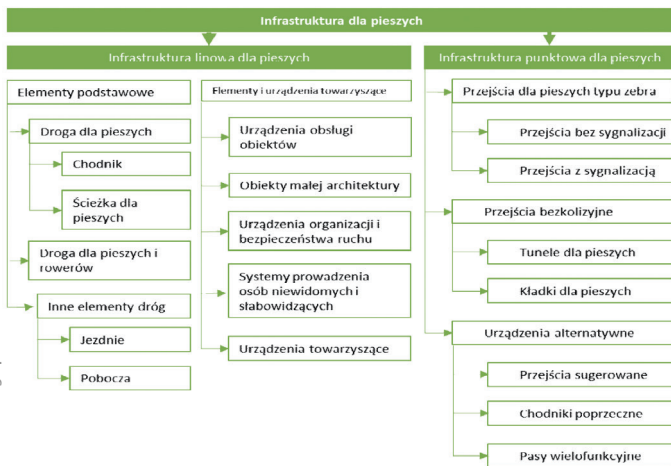 Infrastruktura dla pieszych
Infrastruktura linowa dla pieszych
Elementy podstawowe
Droga dla pieszych
Chodnik
Ścieżka dla
pieszych
Droga dla pieszych i
rowerów
Inne elementy dróg
Jezdnie
Pobocza
Elementy i urządzenia towarzyszące
Urządzenia obsługi
obiektów
Obiekty małej architektury
Urządzenia organizacji i
bezpieczeństwa ruchu
Systemy prowadzenia
osób niewidomych i
słabowidzących
Urządzenia towarzyszące
Infrastruktura punktowa dla pieszych
Przejścia dla pieszych typu zebra
Przejścia bez sygnalizacji
Przejścia z sygnalizacją
Przejścia bezkolizyjne
Tunele dla pieszych
Kładki dla pieszych
Urządzenia alternatywne
Przejścia sugerowane
Chodniki poprzeczne
Pasy wielofunkcyjne